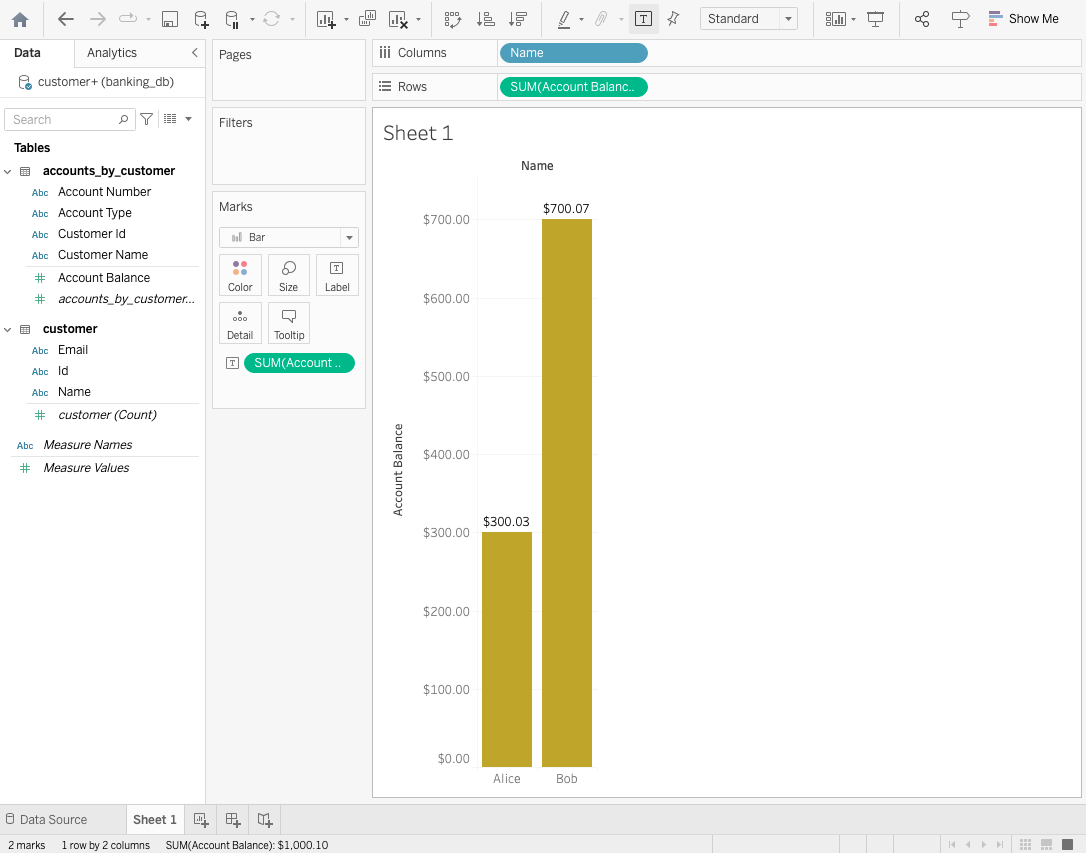 Standard
Show Me
Data
Analytics
customer+ (banking_db)
Search
Tables
accounts_by_customer
Abc Account Number
Abc Account Type
Abc Customer Id
Abc Customer Name
Account Balance
accounts_by_customer...
customer
Abc Email
Abc Id
Abc Name
customer (Count)
Abc Measure Names
Measure Values
Pages
Filters
Marks
Bar
Color
Size
T
Label
Detail
Tooltip
T SUM(Account ..
Columns
Name
Rows
SUM(Account Balanc..
Sheet 1
Name
$700.07
$700.00
$600.00
$500.00
$400.00
Account Balance
$300.03
$300.00
$200.00
$100.00
$0.00
Alice
Bob
Data Source
Sheet 1
2 marks
1 row by 2 columns
SUM(Account Balance): $1,000.10